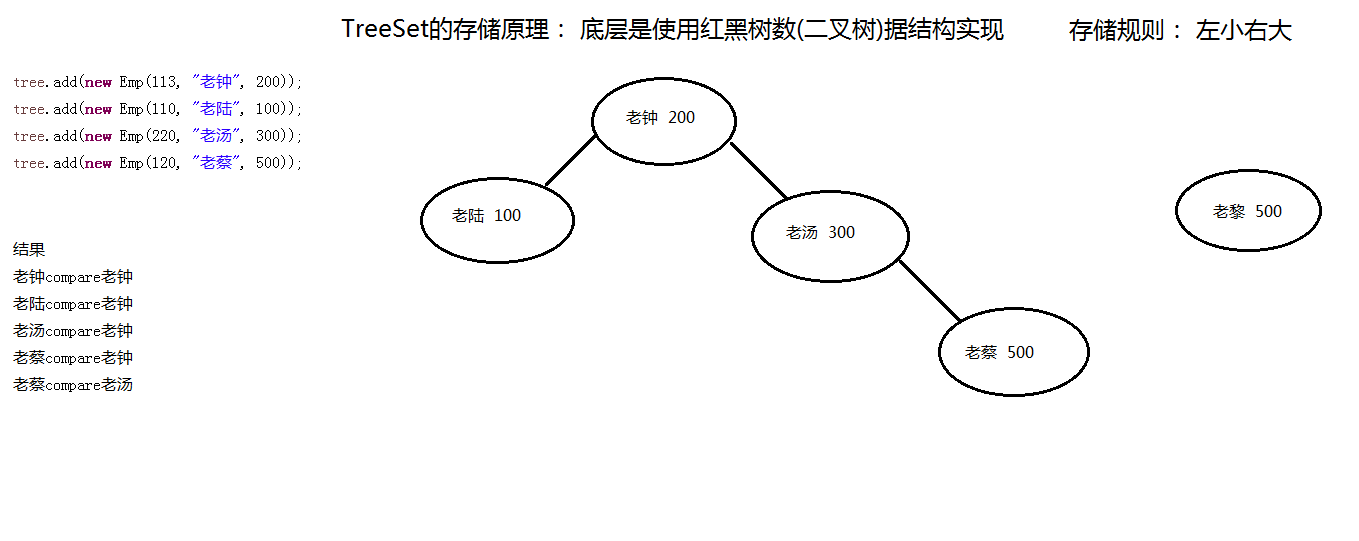 TreeSet的存储原理： 底层是使用红黑树数(二叉树)据结构实现 存储规则： 左小右大
tree.add(new Emp(113, "老钟", 200));
tree.add(new Emp(110, "老陆", 100));
tree.add(new Emp(220, "老汤", 300));
tree.add(new Emp(120, "老蔡", 500));
老钟 200
老陆 100
老汤 300
老黎 500
老蔡 500
结果
老钟compare老钟
老陆compare老钟
老汤compare老钟
老蔡compare老钟
老蔡compare老汤